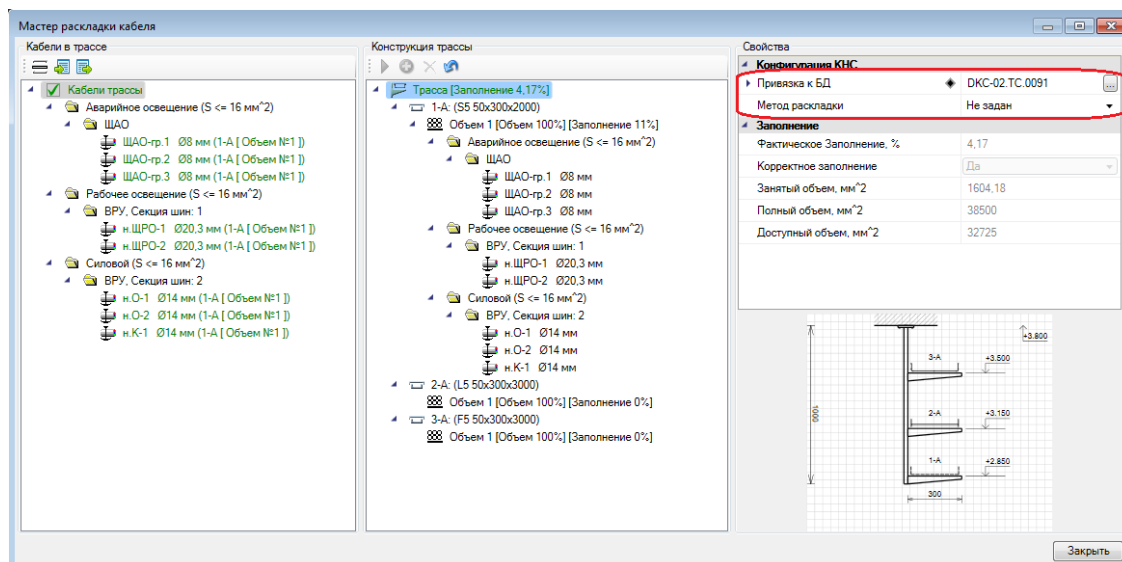 Мастер раскладки кабеля
Кабели в трассе
Кабели трассы
Аварийное освещение (S <= 16 мм^2)
ЩАО
ЩАО-гр.1 Ø8 мм (1-А [ Объем №1 ])
ЩАО-гр.2 Ø8 мм (1-А [ Объем №1 ])
ЩАО-гр.3 Ø8 мм (1-А [ Объем №1 ])
Рабочее освещение (S <= 16 мм^2)
ВРУ, Секция шин: 1
н.ЩРО-1 Ø20,3 мм (1-А [ Объем №1 ])
н.ЩРО-2 Ø20,3 мм (1-А [ Объем №1 ])
Силовой (S <= 16 мм^2)
ВРУ, Секция шин: 2
н.О-1 Ø14 мм (1-А [ Объем №1 ])
н.О-2 Ø14 мм (1-А [ Объем №1 ])
н.К-1 Ø14 мм (1-А [ Объем №1 ])
Конструкция трассы
Трасса [Заполнение 4,17%]
1-А: (S5 50x300x2000)
Объем 1 [Объем 100%] [Заполнение 11%]
Аварийное освещение (S <= 16 мм^2)
ЩАО
ЩАО-гр.1 Ø8 мм
ЩАО-гр.2 Ø8 мм
ЩАО-гр.3 Ø8 мм
Рабочее освещение (S <= 16 мм^2)
ВРУ, Секция шин: 1
н.ЩРО-1 Ø20,3 мм
н.ЩРО-2 Ø20,3 мм
Силовой (S <= 16 мм^2)
ВРУ, Секция шин: 2
н.О-1 Ø14 мм
н.О-2 Ø14 мм
н.К-1 Ø14 мм
2-А: (L5 50x300x3000)
Объем 1 [Объем 100%] [Заполнение 0%]
3-А: (F5 50x300x3000)
Объем 1 [Объем 100%] [Заполнение 0%]
Свойства
Конфигурация КНС
Привязка к БД DKC-02.TC.0091 ...
Метод раскладки Не задан
Заполнение
Фактическое Заполнение, % 4,17
Корректное заполнение Да
Занятый объем, мм^2 1604,18
Полный объем, мм^2 38500
Доступный объем, мм^2 32725
+3.800
3-А +3.500
1000
2-А +3.150
1-А +2.850
300
Закрыть